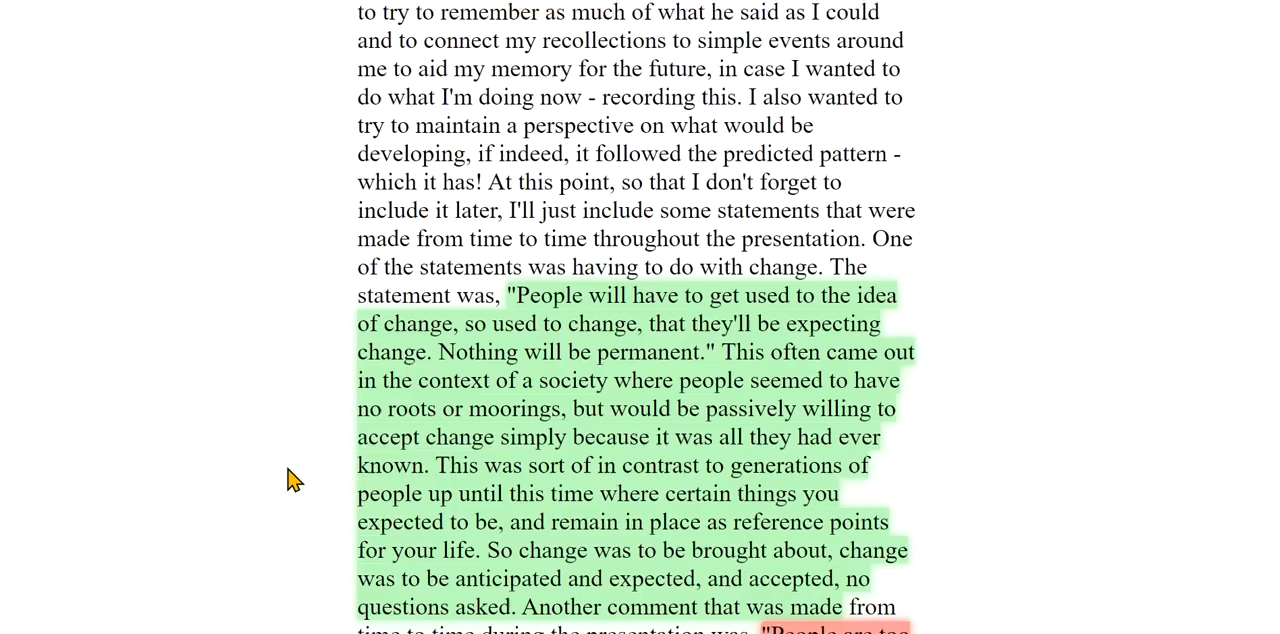 to try to remember as much of what he said as I could
and to connect my recollections to simple events around
me to aid my memory for the future, in case I wanted to
do what I'm doing now - recording this. I also wanted to
try to maintain a perspective on what would be
developing, if indeed, it followed the predicted pattern -
which it has! At this point, so that I don't forget to
include it later, I'll just include some statements that were
made from time to time throughout the presentation. One
of the statements was having to do with change. The
statement was, "People will have to get used to the idea
of change, so used to change, that they'll be expecting
change. Nothing will be permanent." This often came out
in the context of a society where people seemed to have
no roots or moorings, but would be passively willing to
accept change simply because it was all they had ever
known. This was sort of in contrast to generations of
people up until this time where certain things you
expected to be, and remain in place as reference points
for your life. So change was to be brought about, change
was to be anticipated and expected, and accepted, no
questions asked. Another comment that was made from
time to time during the presentation was, "People are too